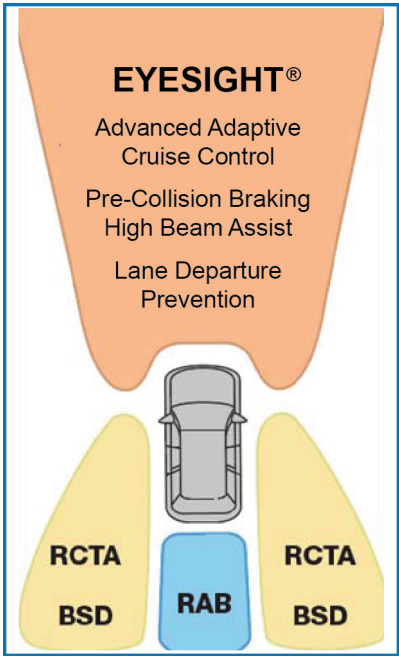 EYESIGHT®
Advanced Adaptive
Cruise Control
Pre-Collision Braking
High Beam Assist
Lane Departure
Prevention
RCTA
BSD
RAB
RCTA
BSD